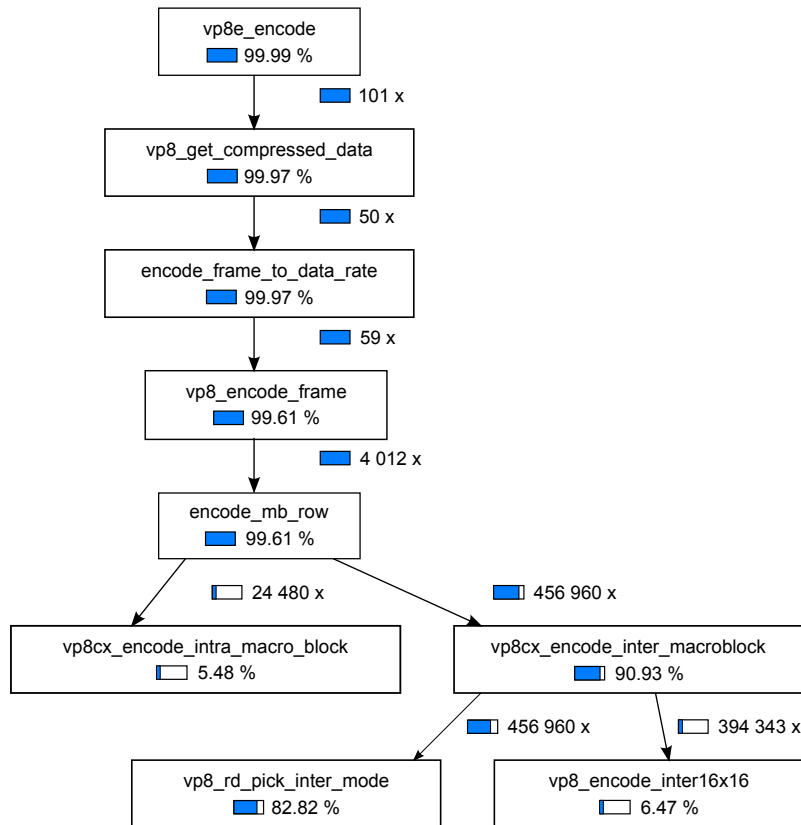 vp8e_encode
99.99 %
101 x
vp8_get_compressed_data
99.97 %
50 x
encode_frame_to_data_rate
99.97 %
59 x
vp8_encode_frame
99.61 %
4 012 x
encode_mb_row
99.61 %
24 480 x
456 960 x
vp8cx_encode_intra_macro_block
5.48 %
vp8cx_encode_inter_macroblock
90.93 %
456 960 x
394 343 x
vp8_rd_pick_inter_mode
82.82 %
vp8_encode_inter16x16
6.47 %